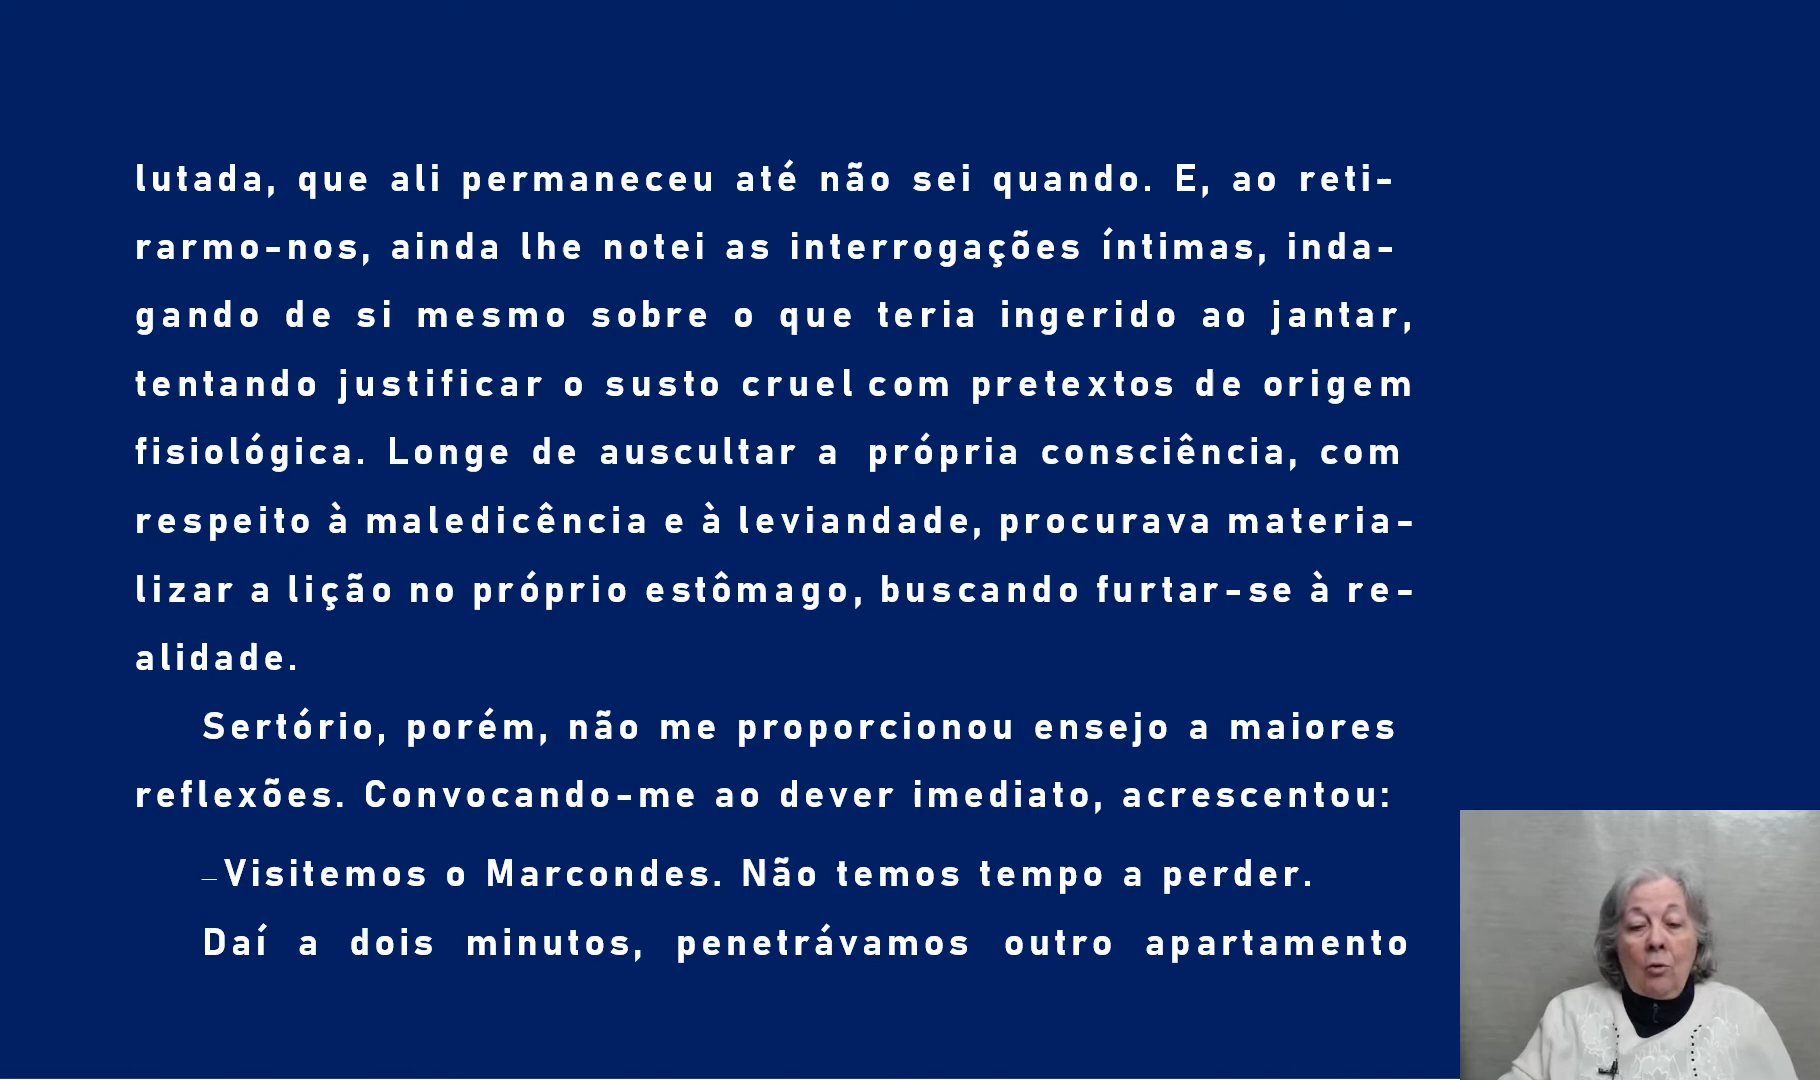 lutada, que ali permaneceu até não sei quando. E, ao reti-
rarmo-nos, ainda lhe notei as interrogações íntimas, inda-
gando de si mesmo sobre o que teria ingerido ao jantar,
tentando justificar o susto cruel com pretextos de origem
fisiológica. Longe de auscultar a própria consciência, com
respeito à maledicência e à leviandade, procurava materia-
lizar a lição no próprio estômago, buscando furtar-se à re-
alidade.
Sertório, porém, não me proporcionou ensejo a maiores
reflexões. Convocando-me ao dever imediato, acrescentou:
–Visitemos o Marcondes. Não temos tempo a perder.
Daí a dois minutos, penetrávamos outro apartamento